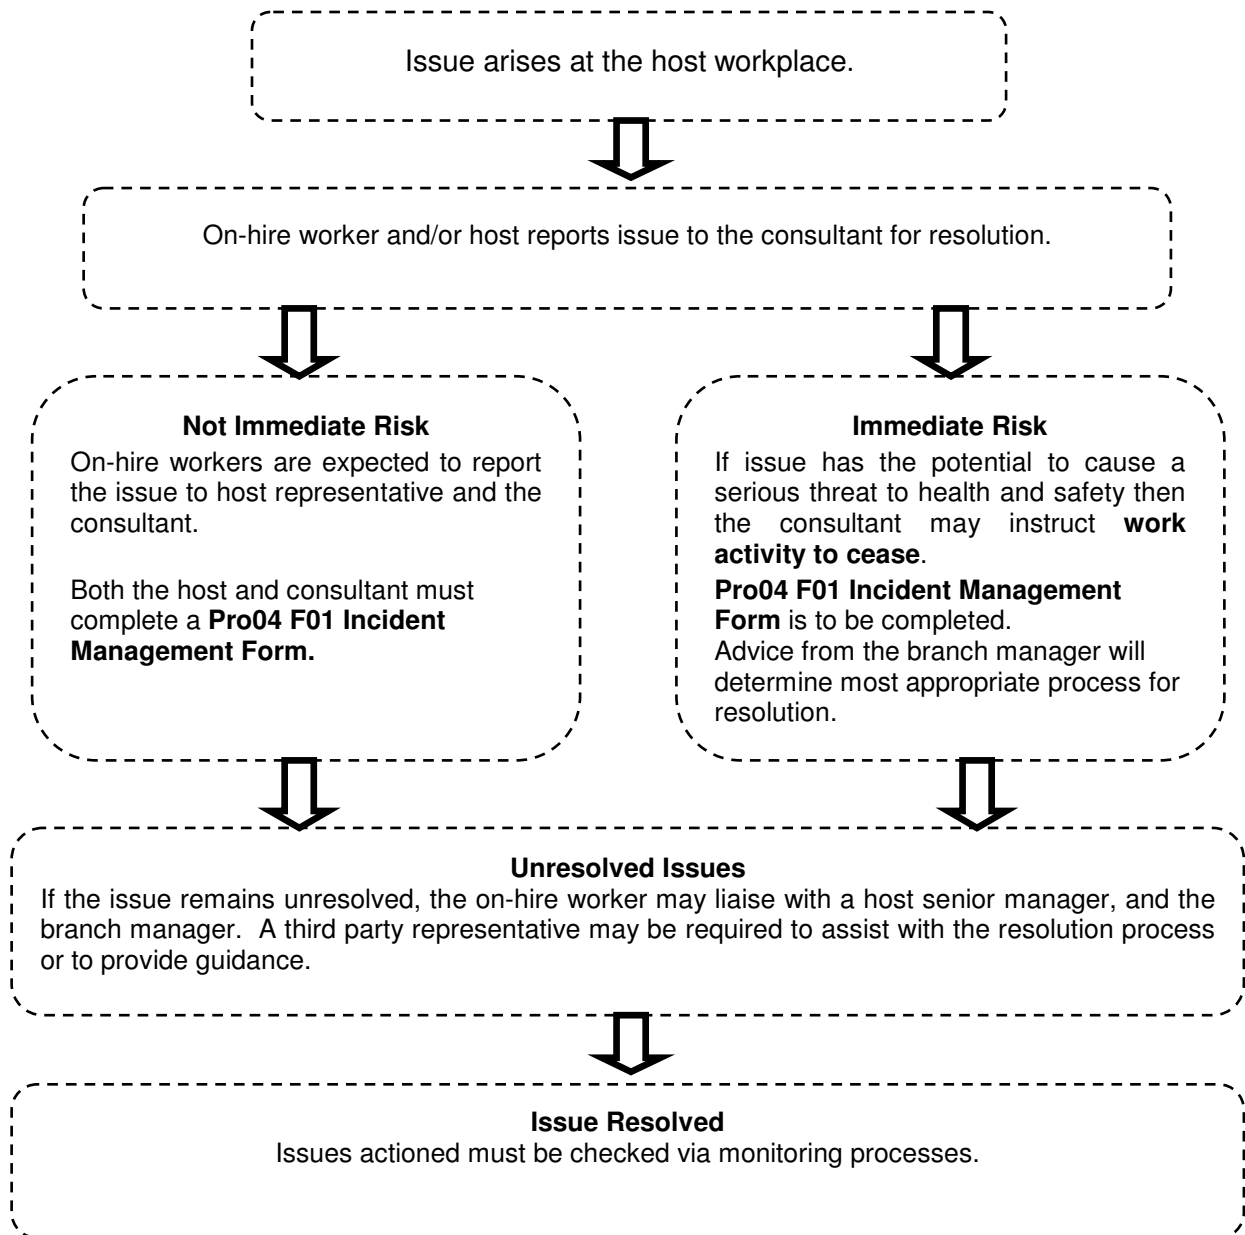 Issue arises at the host workplace.
On-hire worker and/or host reports issue to the consultant for resolution.
Not Immediate Risk
On-hire workers are expected to report
the issue to host representative and the
consultant.
Both the host and consultant must
complete a Pro04 F01 Incident
Management Form.
Immediate Risk
If issue has the potential to cause a
serious threat to health and safety then
the consultant may instruct work
activity to cease.
Pro04 F01 Incident Management
Form is to be completed.
Advice from the branch manager will
determine most appropriate process for
resolution.
Unresolved Issues
If the issue remains unresolved, the on-hire worker may liaise with a host senior manager, and the
branch manager. A third party representative may be required to assist with the resolution process
or to provide guidance.
Issue Resolved
Issues actioned must be checked via monitoring processes.